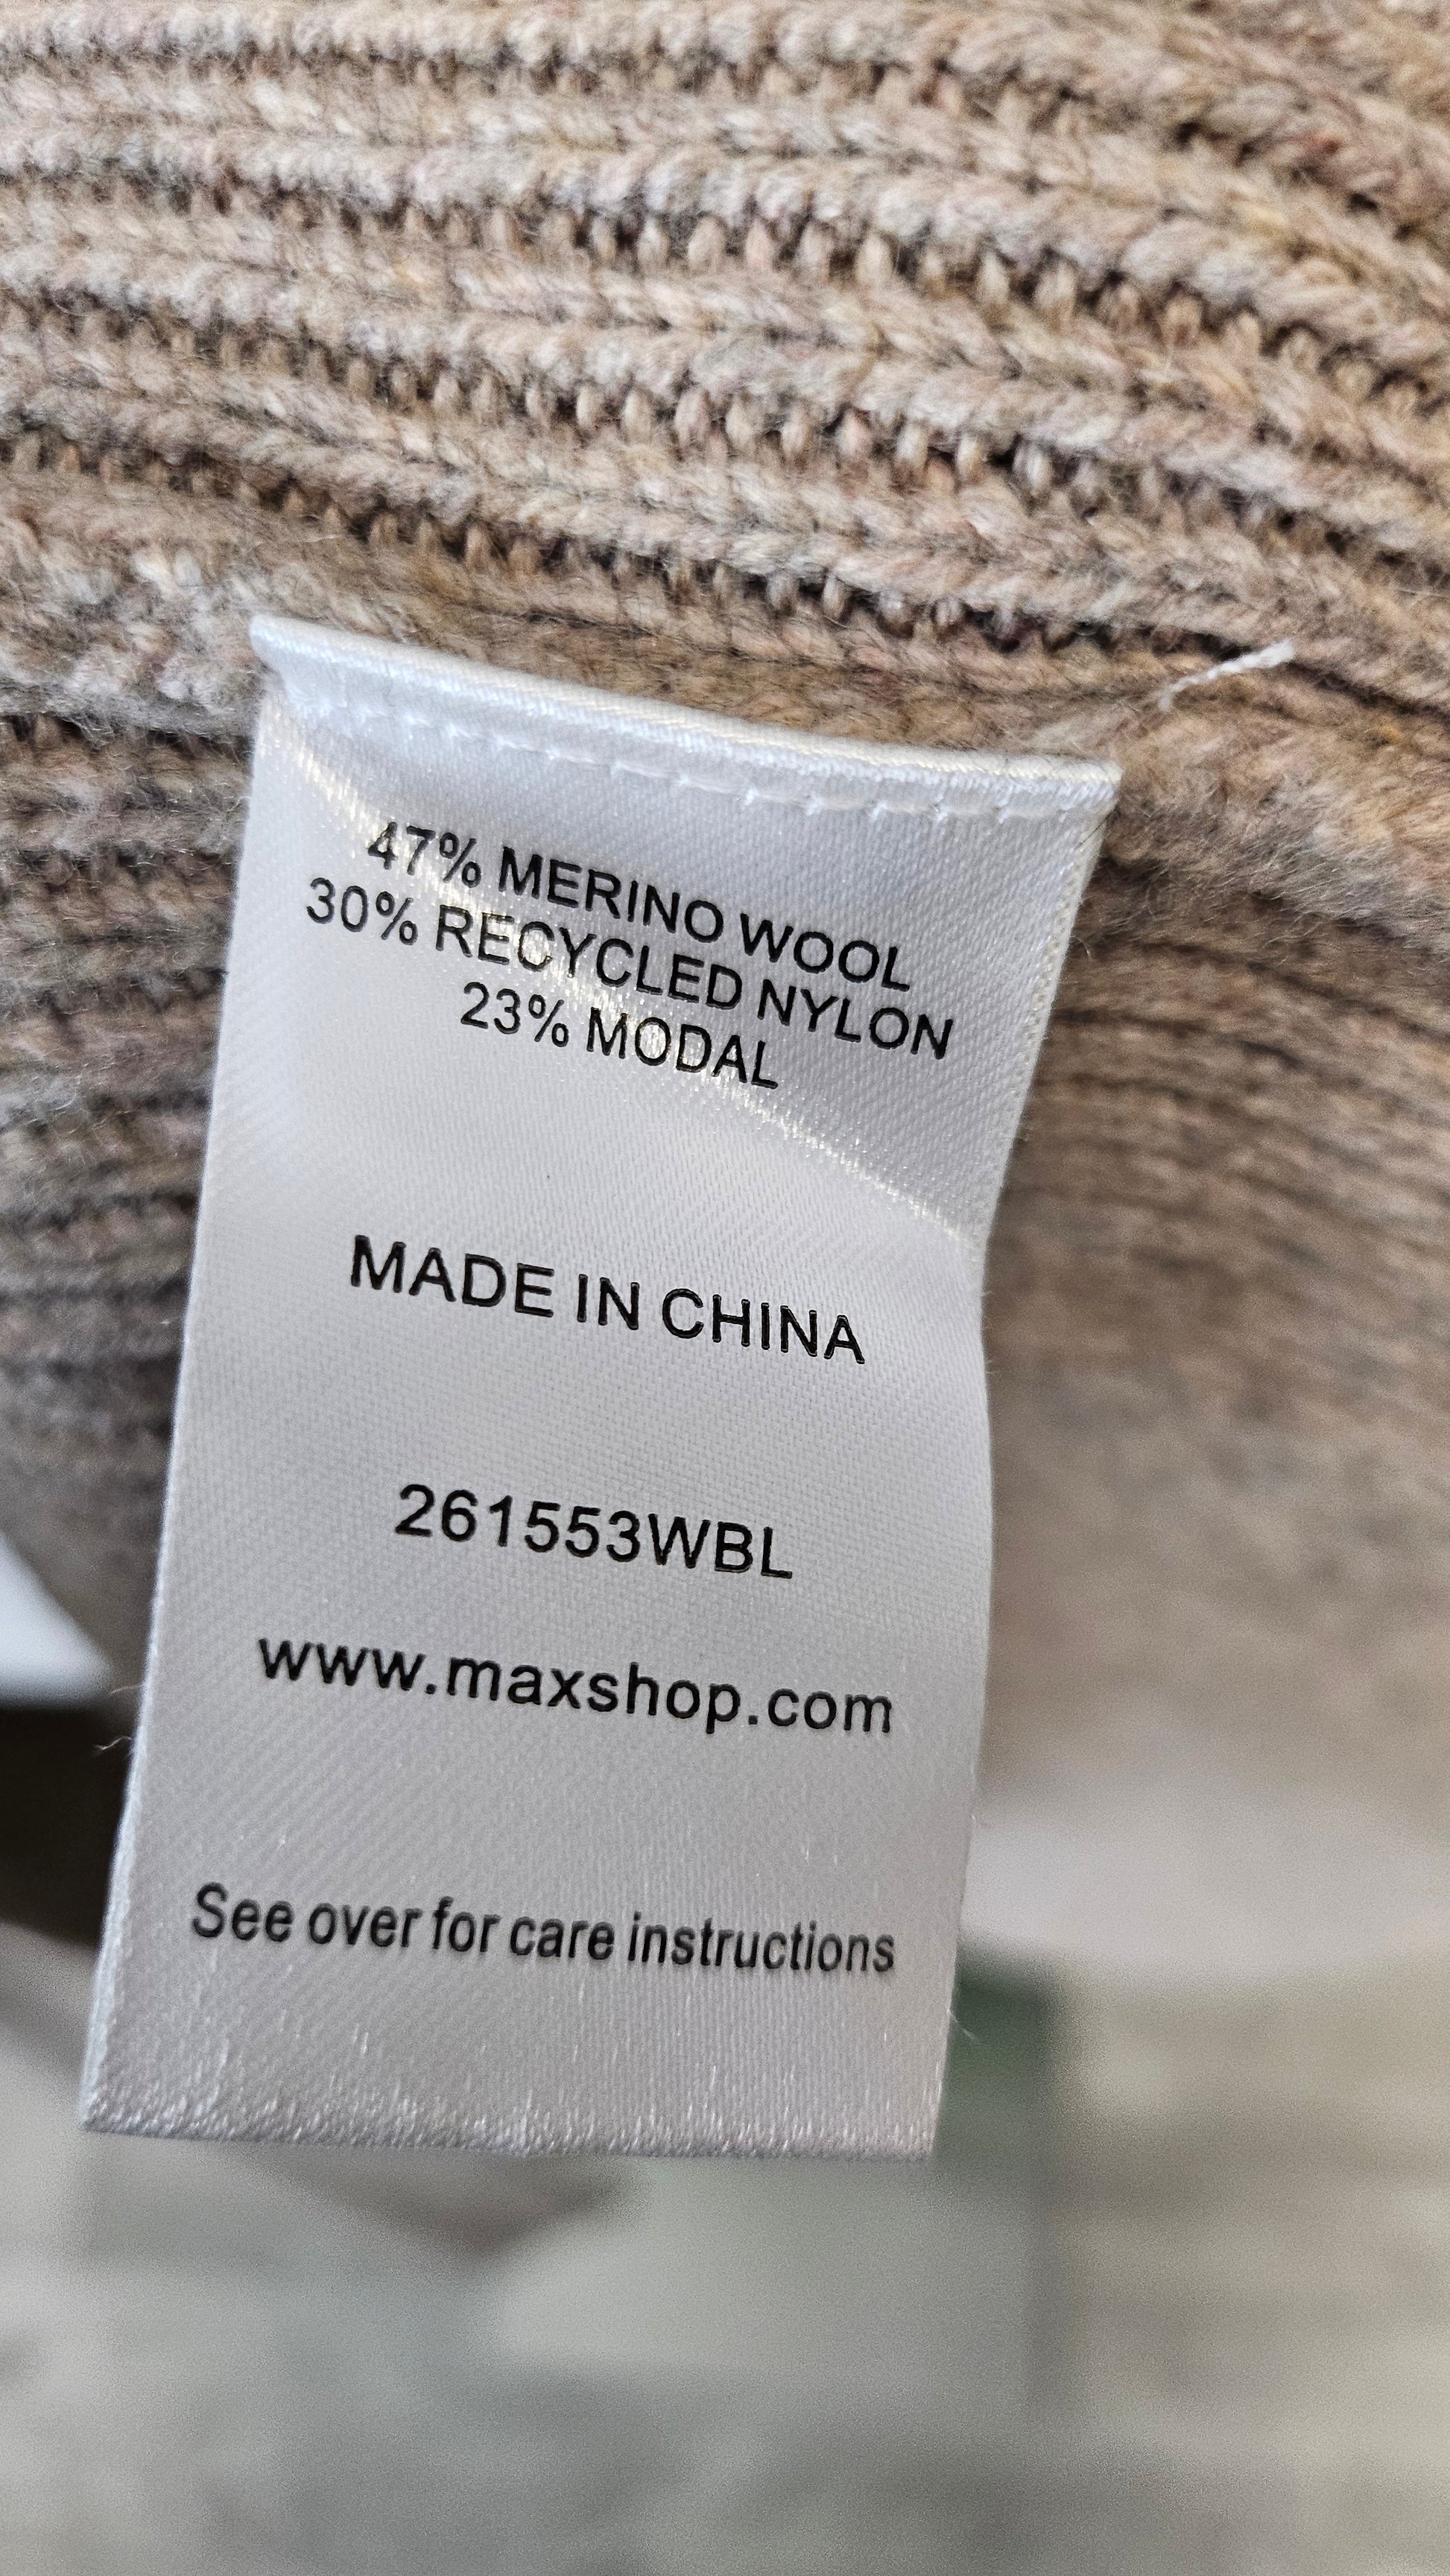 47% MERINO WOOL
30% RECYCLED NYLON
23% MODAL
MADE IN CHINA
261553WBL
www.maxshop.com
See over for care instructions